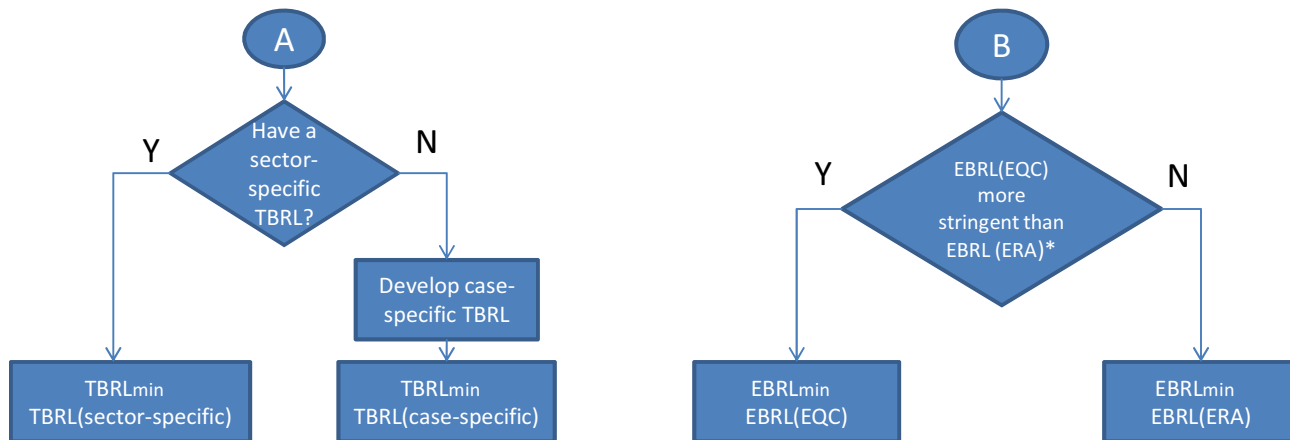 A
Have a
sector-
specific
TBRL?
Y
N
Develop case-
specific TBRL
TBRLmin
TBRL(sector-specific)
TBRLmin
TBRL(case-specific)
B
EBRL(EQC)
more
stringent than
EBRL (ERA)*
Y
N
EBRLmin
EBRL(EQC)
EBRLmin
EBRL(ERA)